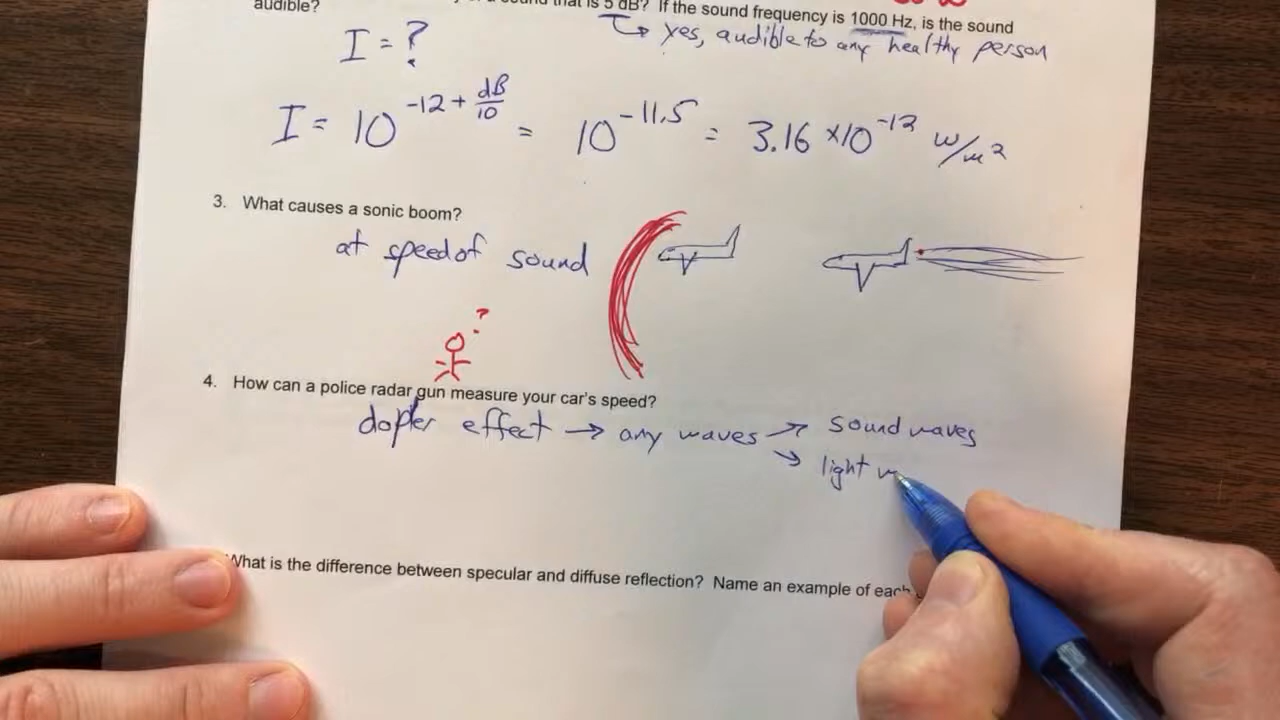 sound that is 5 dB? If the sound frequency is 1000 Hz, is the sound
audible?
yes, audible to any healthy person
I = ?
I = 10^-12 + dB/10 = 10^-11.5 = 3.16 x10^-12 W/m^2
3. What causes a sonic boom?
at speed of sound
?
4. How can a police radar gun measure your car's speed?
dopler effect → any waves → sound waves
→ light w
What is the difference between specular and diffuse reflection? Name an example of each